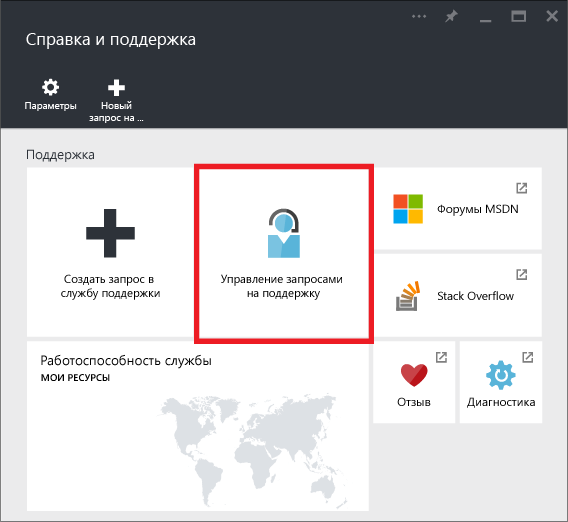 Справка и поддержка
Параметры
Новый
запрос на ...
Поддержка
Создать запрос в
службу поддержки
Управление запросами
на поддержку
Форумы MSDN
Stack Overflow
Работоспособность службы
МОИ РЕСУРСЫ
Отзыв
Диагностика